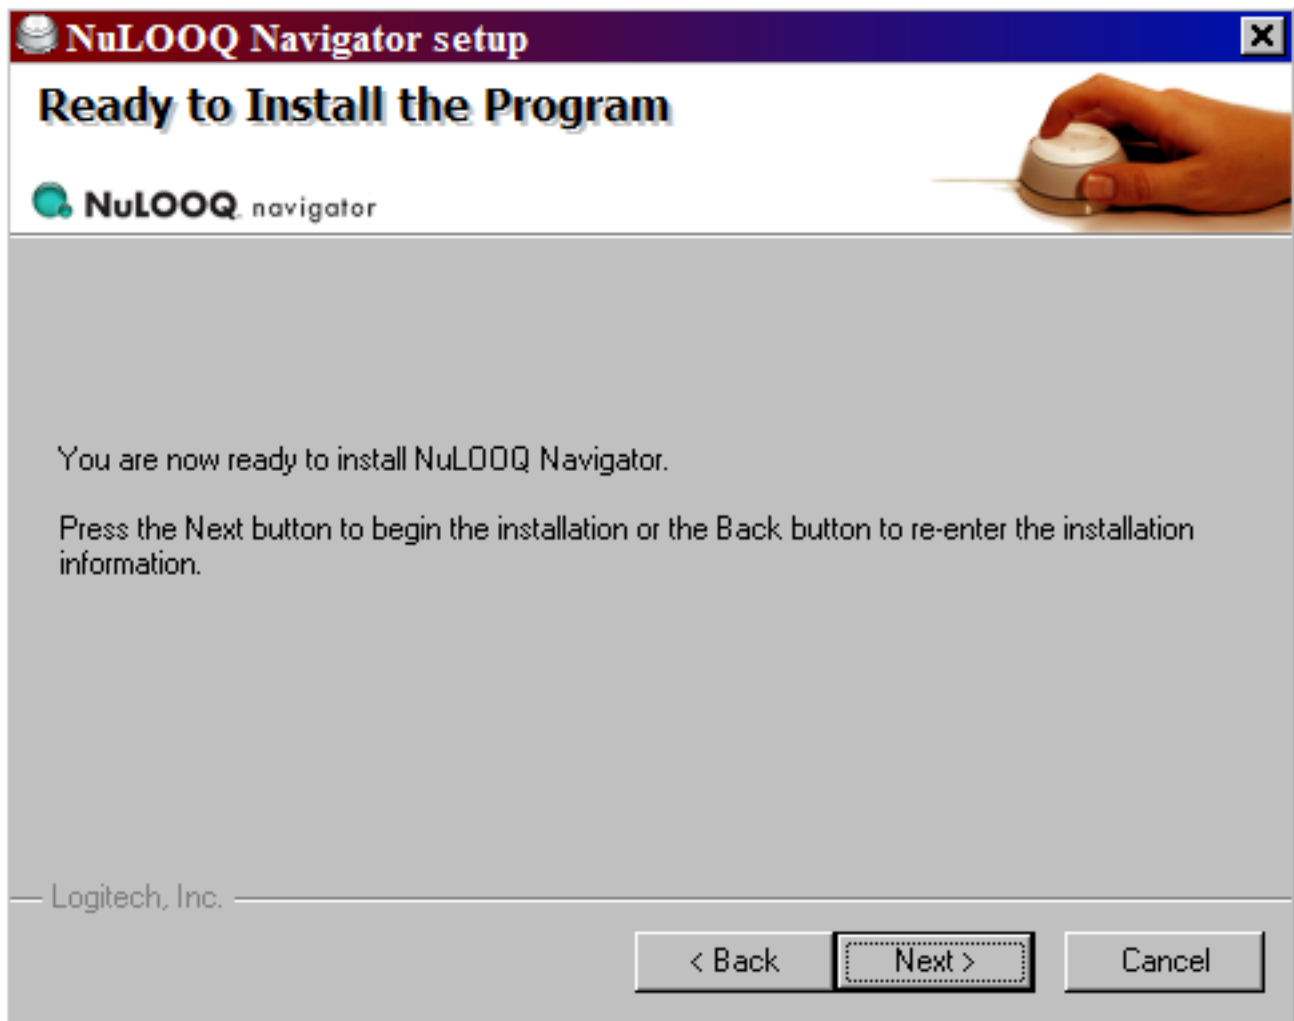 NuLOOQ Navigator setup
Ready to Install the Program
NuLOOQ navigator
You are now ready to install NuLOOQ Navigator.
Press the Next button to begin the installation or the Back button to re-enter the installation
information.
Logitech, Inc.
< Back
Next >
Cancel